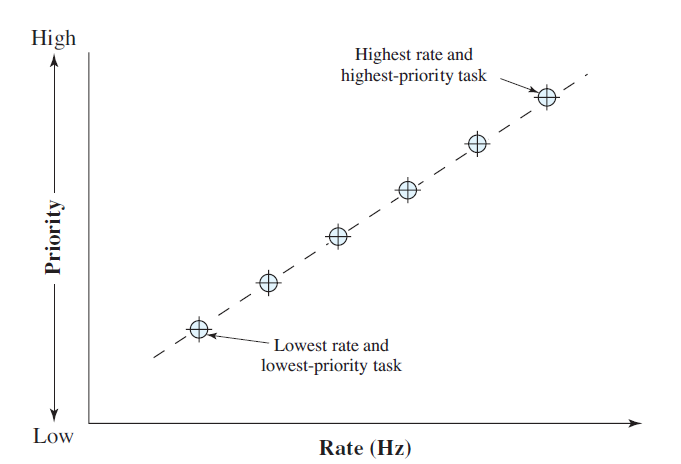 High
Highest rate and
highest-priority task
Priority
Lowest rate and
lowest-priority task
Low
Rate (Hz)